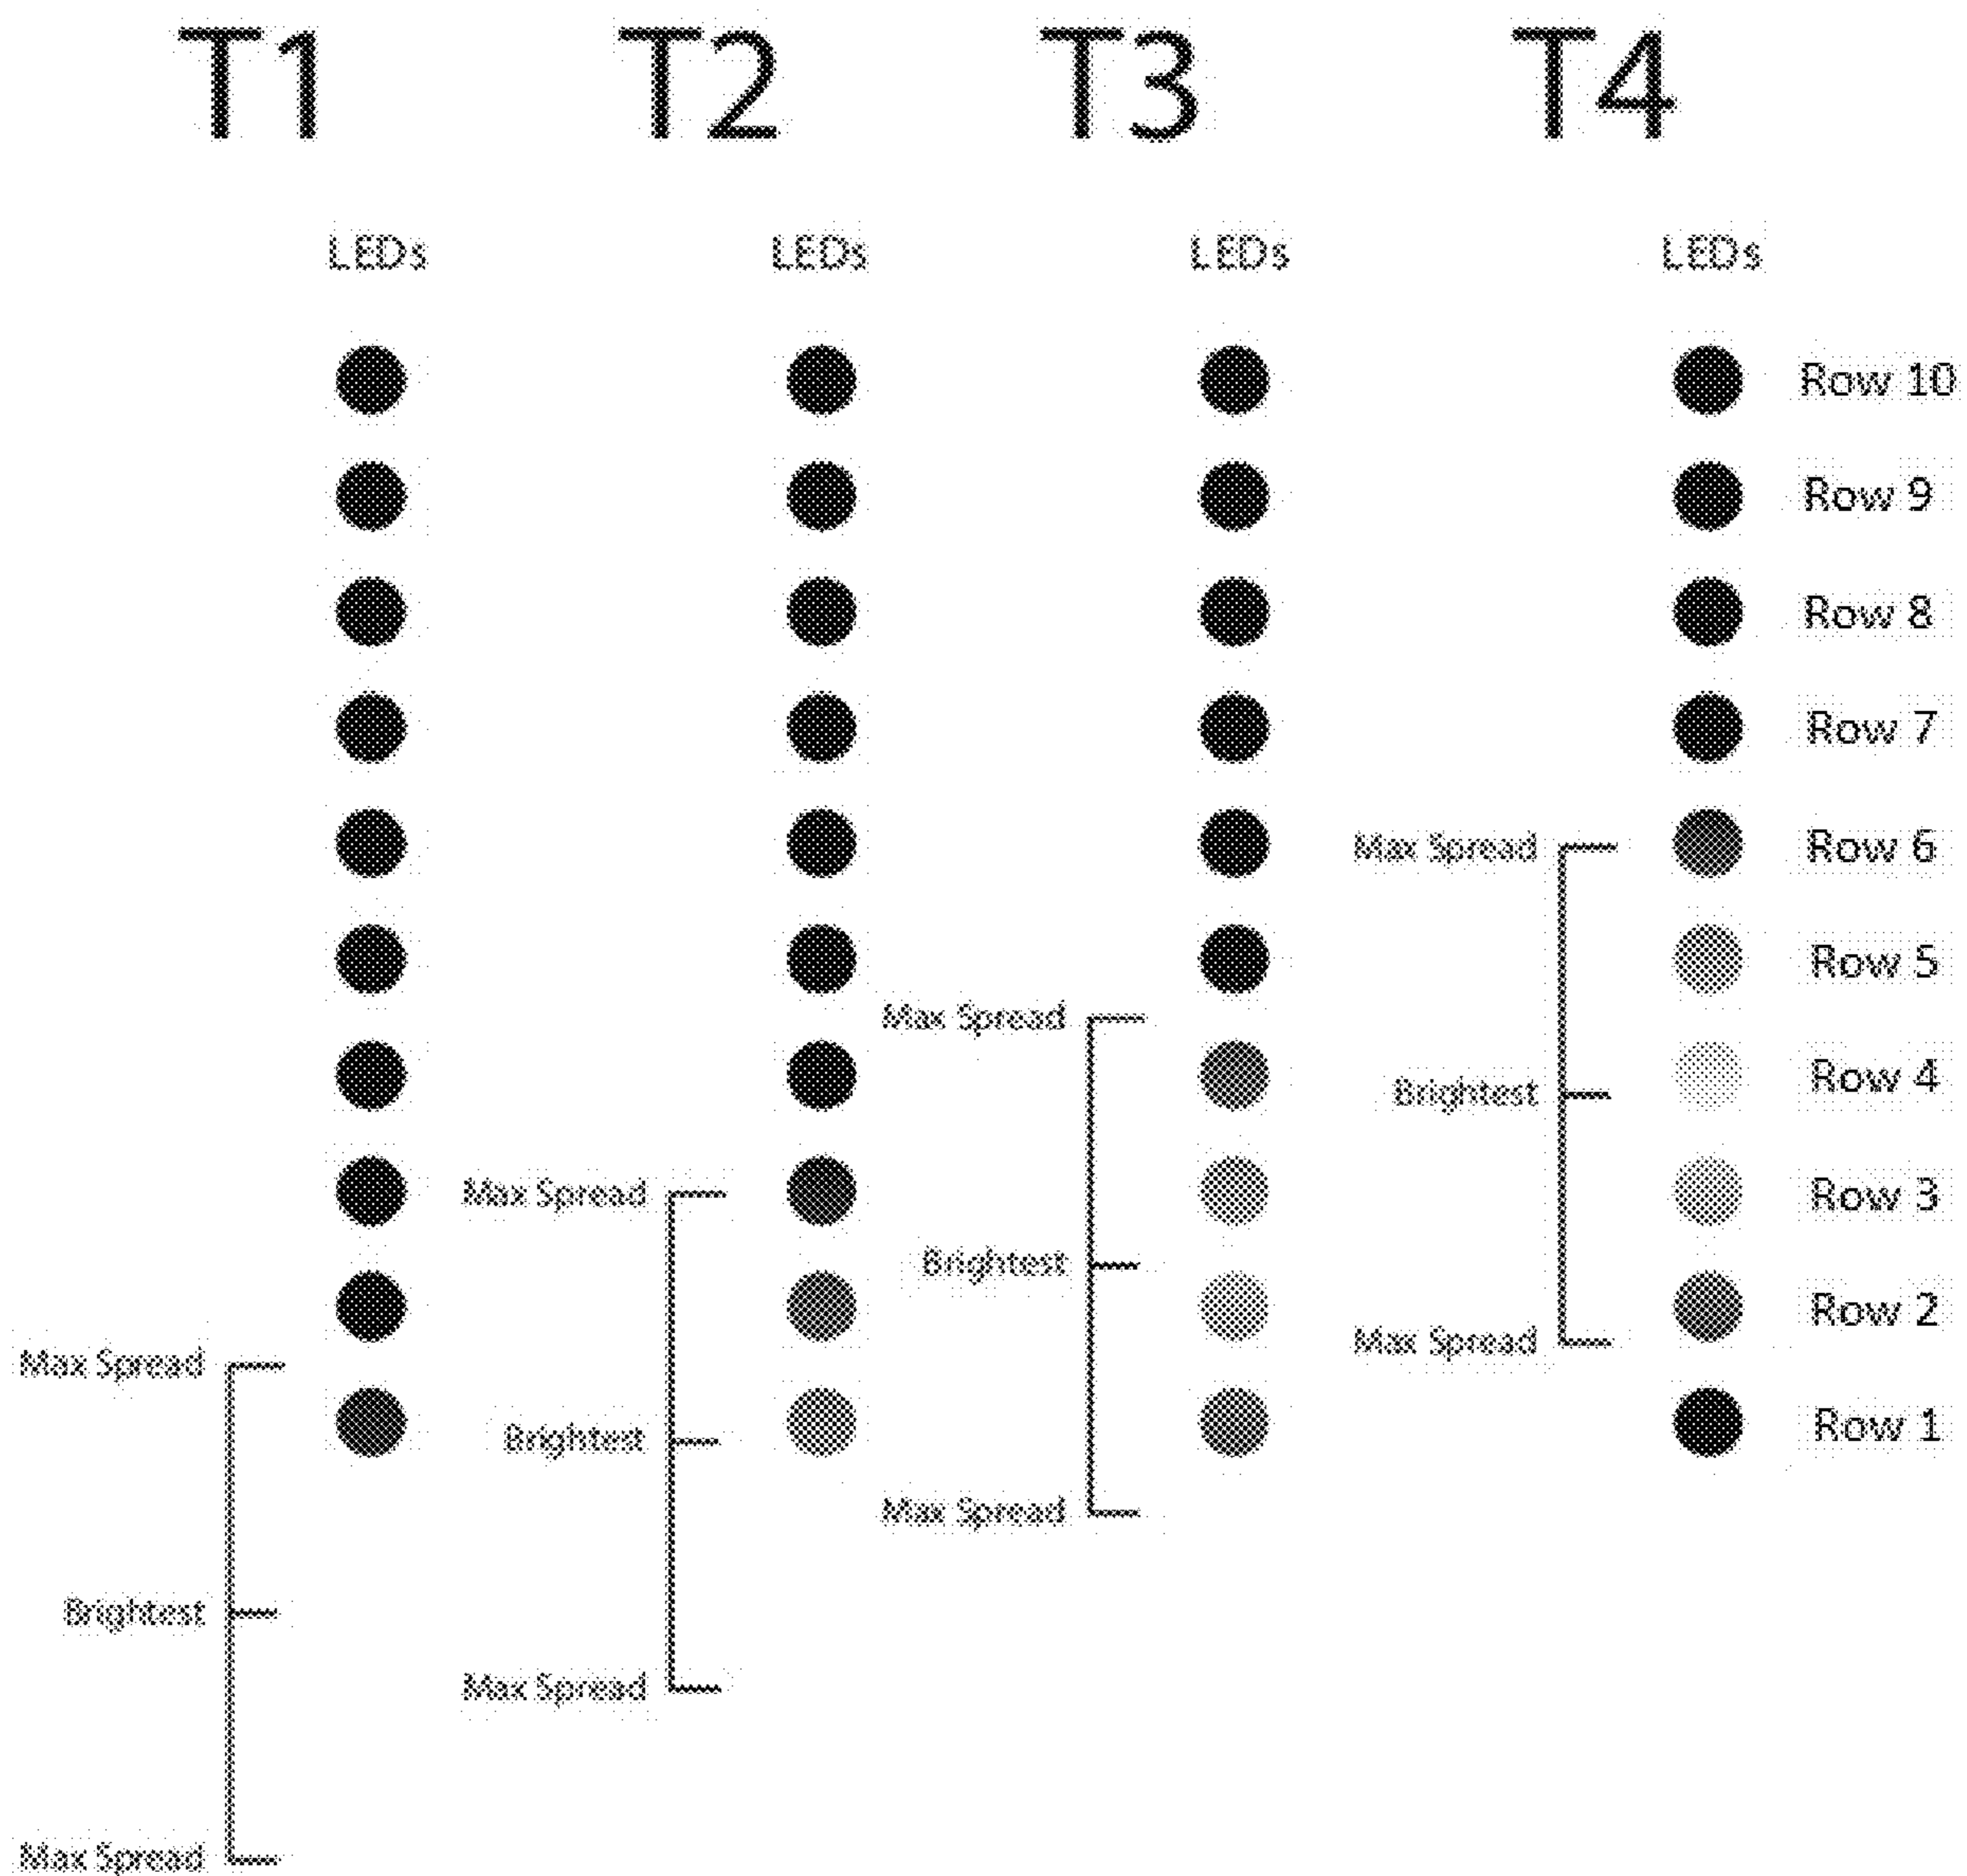 T1 T2 T3 T4
LEDs LEDs LEDs LEDs
Row 10
Row 9
Row 8
Row 7
Max Spread Row 6
Row 5
Max Spread
Brightest Row 4
Max Spread Row 3
Brightest
Row 2
Max Spread
Max Spread
Brightest Row 1
Max Spread
Brightest
Max Spread
Max Spread